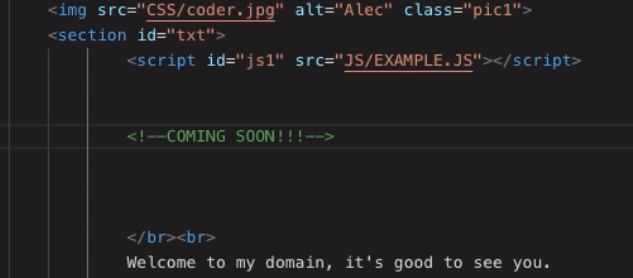 <img src="CSS/coder.jpg" alt="Alec" class="pic1">
<section id="txt">
<script id="js1" src="JS/EXAMPLE.JS"></script>
<!--COMING SOON!!!-->
</br><br>
Welcome to my domain, it's good to see you.